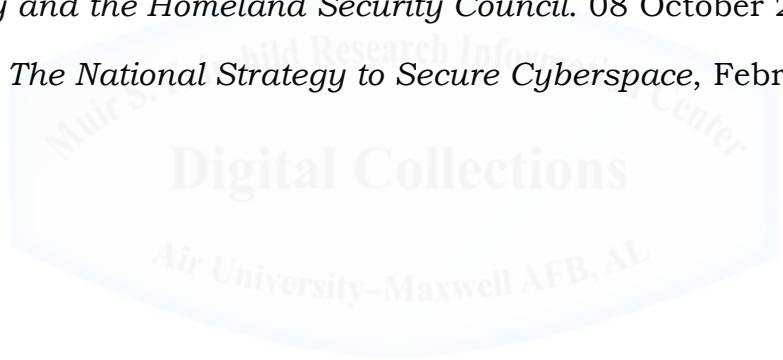 y and the Homeland Security Council. 08 October 2
The National Strategy to Secure Cyberspace, Febr
Muir S. Fairchild Research Information Center
Digital Collections
Air University–Maxwell AFB, AL